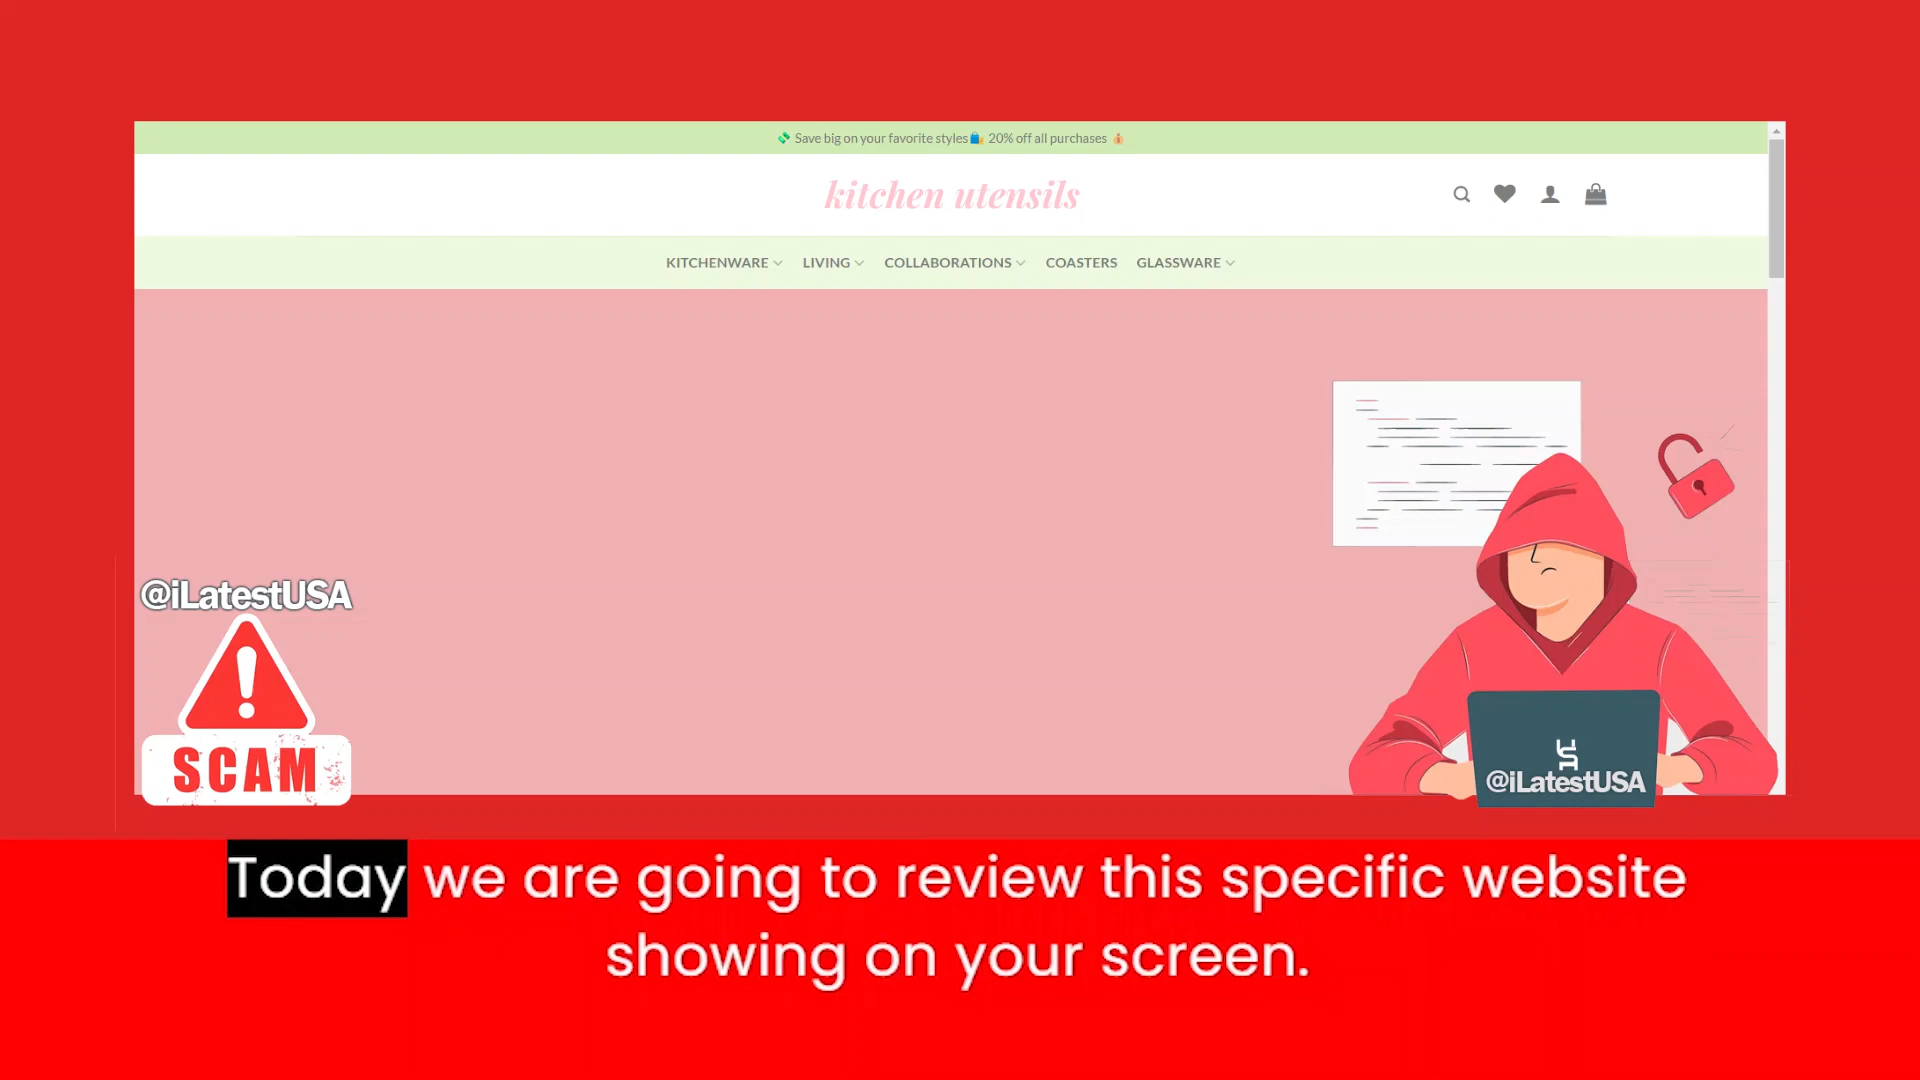 Save big on your favorite styles 20% off all purchases
kitchen utensils
KITCHENWARE LIVING COLLABORATIONS COASTERS GLASSWARE
@iLatestUSA
SCAM
@iLatestUSA
Today we are going to review this specific website
showing on your screen.